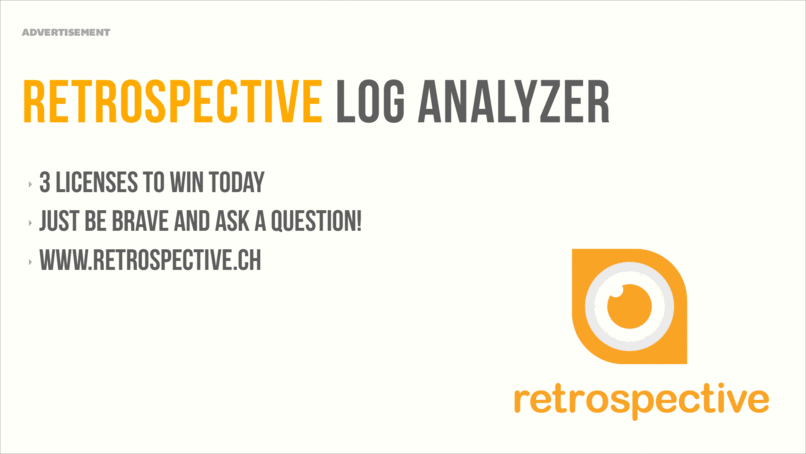 ADVERTISEMENT
RETROSPECTIVE LOG ANALYZER
3 LICENSES TO WIN TODAY
JUST BE BRAVE AND ASK A QUESTION!
WWW.RETROSPECTIVE.CH
retrospective